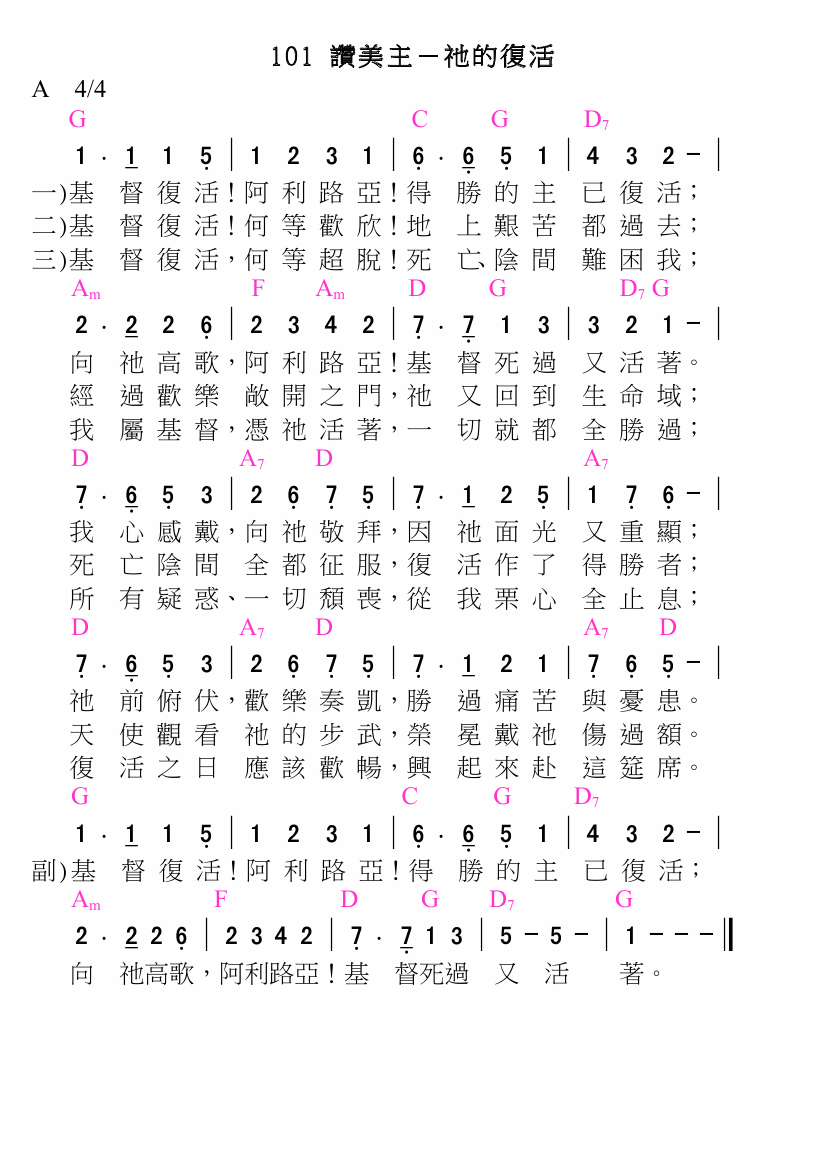 101 讚美主－祂的復活
A 4/4
G C G D7
1 · 1 1 5 | 1 2 3 1 | 6 · 6 5 1 | 4 3 2 － |
一)基 督 復 活！阿 利 路 亞！得 勝 的 主 已 復 活；
二)基 督 復 活！何 等 歡 欣！地 上 艱 苦 都 過 去；
三)基 督 復 活，何 等 超 脫！死 亡、陰 間 難 困 我；
Am F Am D G D7 G
2 · 2 2 6 | 2 3 4 2 | 7 · 7 1 3 | 3 2 1 － |
向 祂 高 歌，阿 利 路 亞！基 督 死 過 又 活 著。
經 過 歡 樂 敞 開 之 門，祂 又 回 到 生 命 域；
我 屬 基 督，憑 祂 活 著，一 切 就 都 全 勝 過；
D A7 D A7
7 · 6 5 3 | 2 6 7 5 | 7 · 1 2 5 | 1 7 6 － |
我 心 感 戴，向 祂 敬 拜，因 祂 面 光 又 重 顯；
死 亡 陰 間 全 都 征 服，復 活 作 了 得 勝 者；
所 有 疑 惑、一 切 頹 喪，從 我 栗 心 全 止 息；
D A7 D A7 D
7 · 6 5 3 | 2 6 7 5 | 7 · 1 2 1 | 7 6 5 － |
祂 前 俯 伏，歡 樂 奏 凱，勝 過 痛 苦 與 憂 患。
天 使 觀 看 祂 的 步 武，榮 冕 戴 祂 傷 過 額。
復 活 之 日 應 該 歡 暢，興 起 來 赴 這 筵 席。
G C G D7
1 · 1 1 5 | 1 2 3 1 | 6 · 6 5 1 | 4 3 2 － |
副)基 督 復 活！阿 利 路 亞！得 勝 的 主 已 復 活；
Am F D G D7 G
2 · 2 2 6 | 2 3 4 2 | 7 · 7 1 3 | 5 － 5 － | 1 － － － ‖
向 祂高歌，阿利路亞！基 督死過 又 活 著。